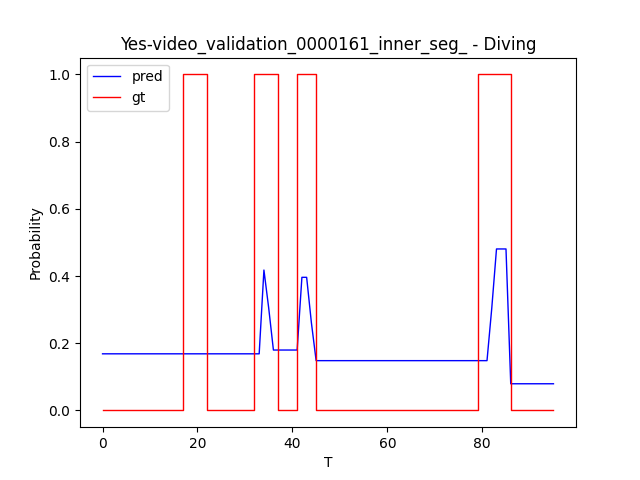 Yes-video_validation_0000161_inner_seg_ - Diving
pred
gt
1.0
0.8
0.6
0.4
0.2
0.0
Probability
0
20
40
60
80
T